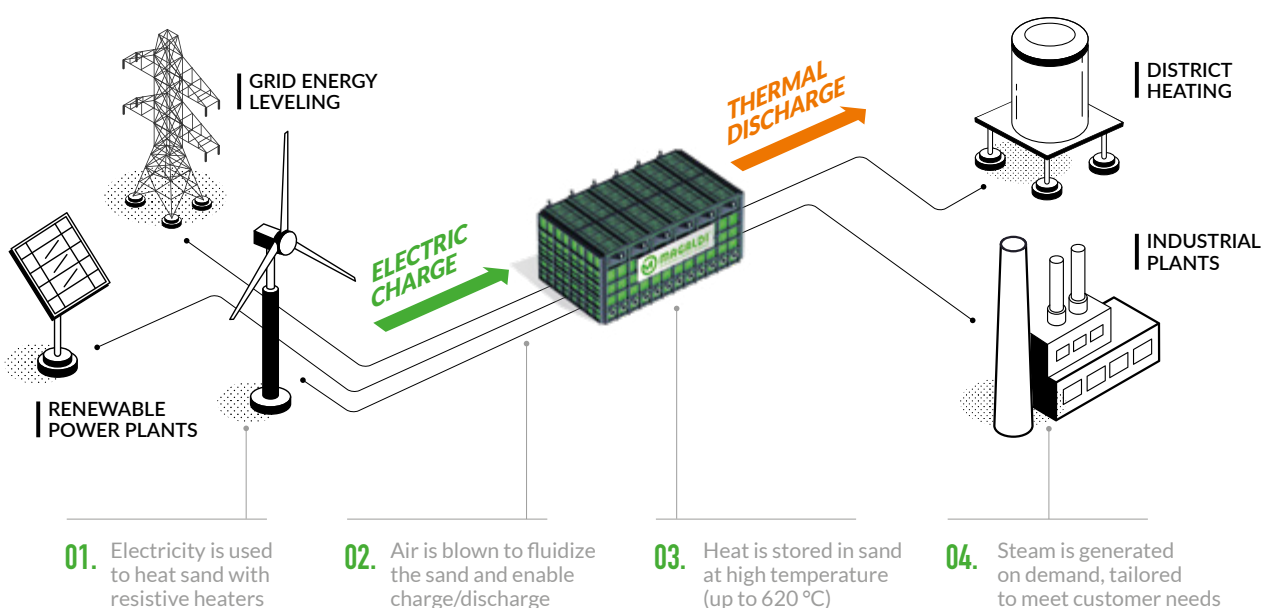 GRID ENERGY
LEVELING
THERMAL
DISCHARGE
DISTRICT
HEATING
ELECTRIC
CHARGE
MAGALDI
INDUSTRIAL
PLANTS
RENEWABLE
POWER PLANTS
01. Electricity is used
to heat sand with
resistive heaters
02. Air is blown to fluidize
the sand and enable
charge/discharge
03. Heat is stored in sand
at high temperature
(up to 620 °C)
04. Steam is generated
on demand, tailored
to meet customer needs